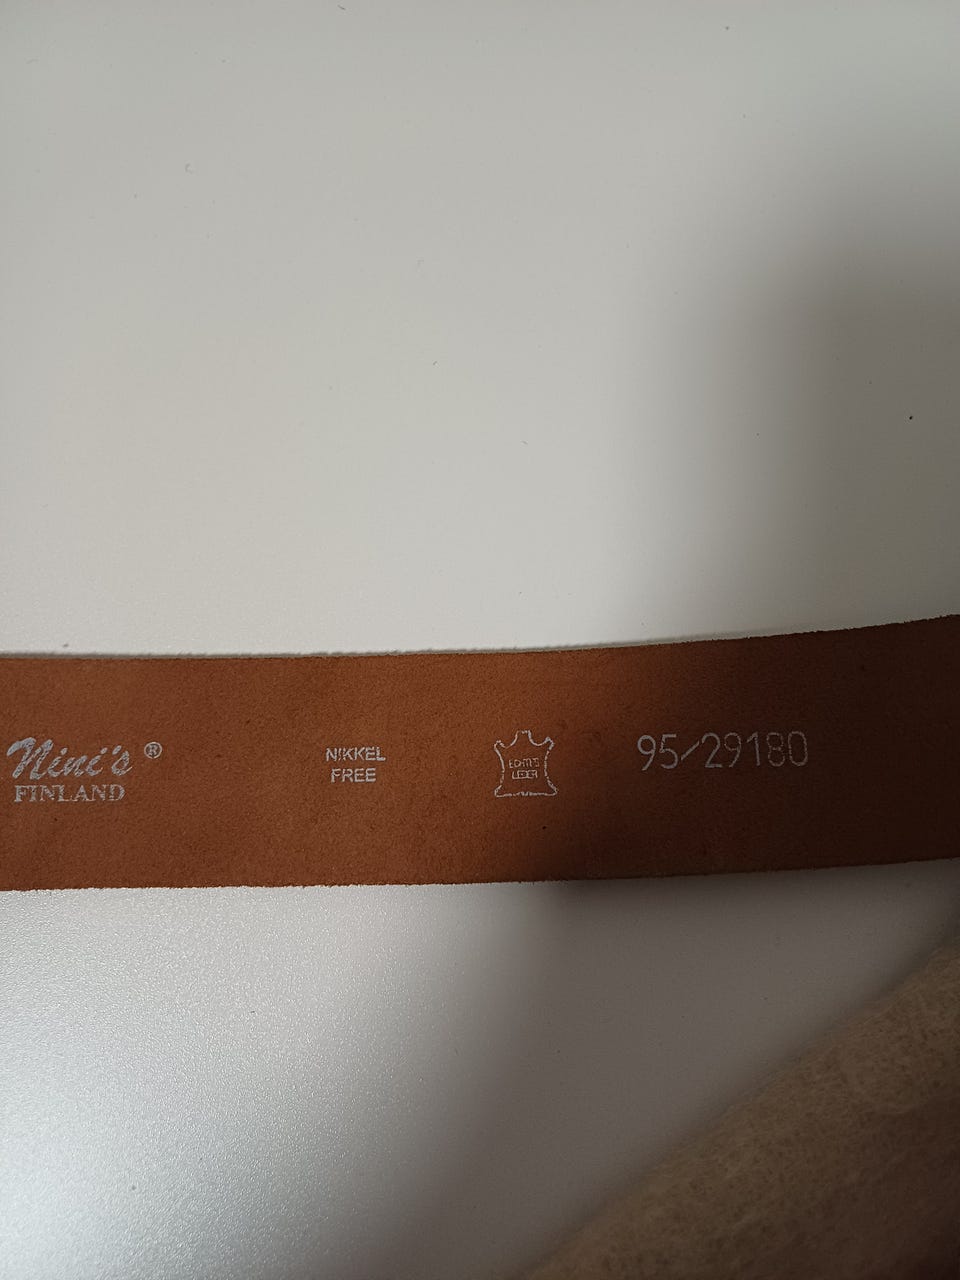 Nini's ®
FINLAND
NIKKEL
FREE
ECHTES
LEDER
95/29180